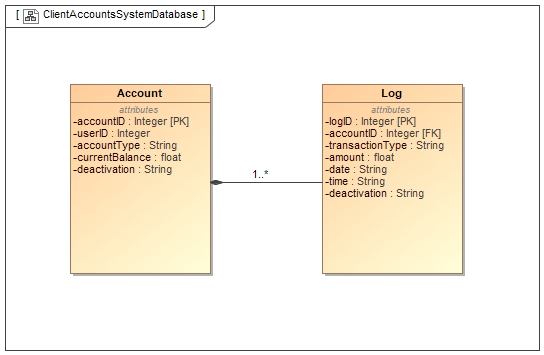 [ ClientAccountsSystemDatabase ]
Account
attributes
-accountID : Integer [PK]
-userID : Integer
-accountType : String
-currentBalance : float
-deactivation : String
1..*
Log
attributes
-logID : Integer [PK]
-accountID : Integer [FK]
-transactionType : String
-amount : float
-date : String
-time : String
-deactivation : String